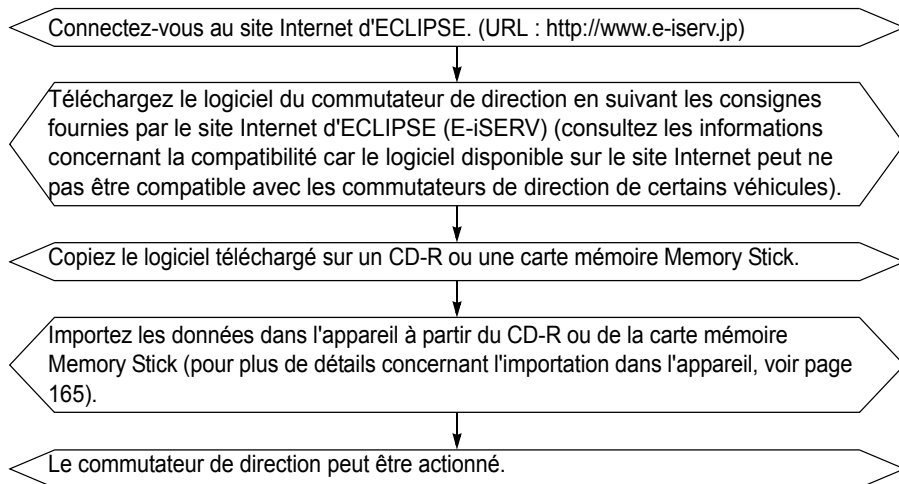 Connectez-vous au site Internet d'ECLIPSE. (URL : http://www.e-iserv.jp)
Téléchargez le logiciel du commutateur de direction en suivant les consignes
fournies par le site Internet d'ECLIPSE (E-iSERV) (consultez les informations
concernant la compatibilité car le logiciel disponible sur le site Internet peut ne
pas être compatible avec les commutateurs de direction de certains véhicules).
Copiez le logiciel téléchargé sur un CD-R ou une carte mémoire Memory Stick.
Importez les données dans l'appareil à partir du CD-R ou de la carte mémoire
Memory Stick (pour plus de détails concernant l'importation dans l'appareil, voir page
165).
Le commutateur de direction peut être actionné.